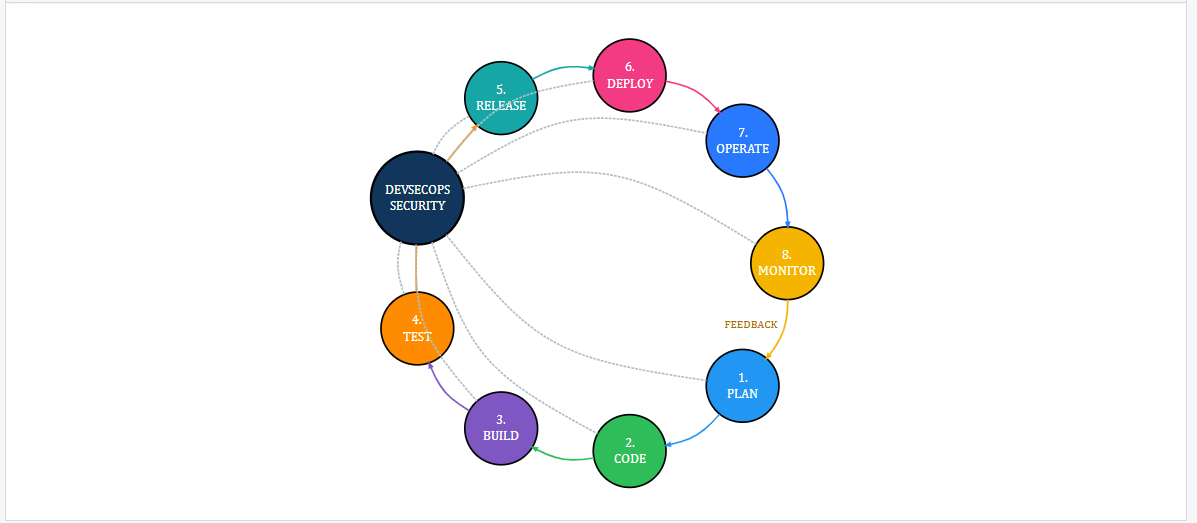 6.
DEPLOY
5.
RELEASE
7.
OPERATE
DEVSECOPS
SECURITY
8.
MONITOR
FEEDBACK
4.
TEST
1.
PLAN
3.
BUILD
2.
CODE